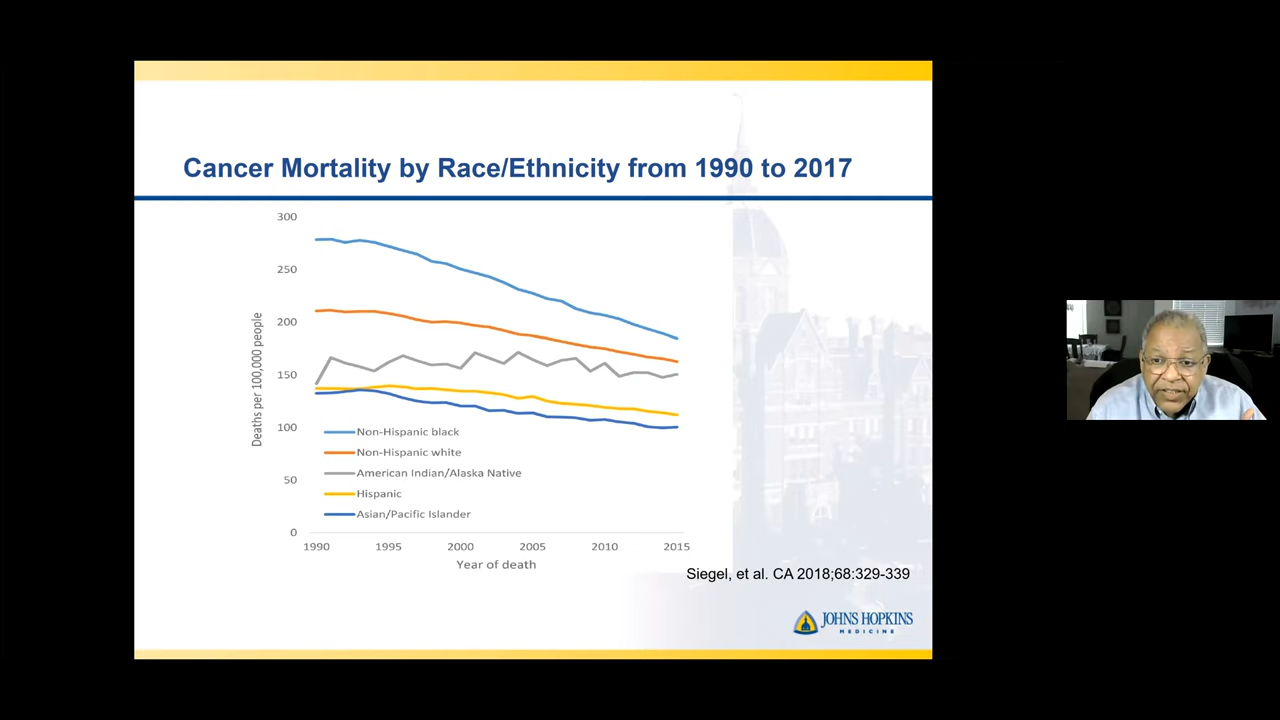 Cancer Mortality by Race/Ethnicity from 1990 to 2017
300
250
200
150
100
50
0
Deaths per 100,000 people
Non-Hispanic black
Non-Hispanic white
American Indian/Alaska Native
Hispanic
Asian/Pacific Islander
1990 1995 2000 2005 2010 2015
Year of death
Siegel, et al. CA 2018;68:329-339
JOHNS HOPKINS
MEDICINE